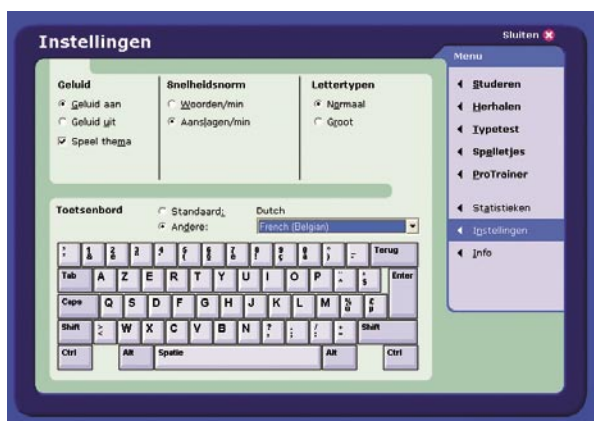 Instellingen
Sluiten
Menu
Studeren
Herhalen
Typetest
Spelletjes
ProTrainer
Statistieken
Instellingen
Info
Geluid
Geluid aan
Geluid uit
Speel thema
Snelheidsnorm
Woorden/min
Aanslagen/min
Lettertypen
Normaal
Groot
Toetsenbord
Standaard: Dutch
Andere: French (Belgian)
Terug
Tab A Z E R T Y U I O P Enter
Caps Q S D F G H J K L M
Shift W X C V B N Shift
Ctrl Alt Spatie Alt Ctrl